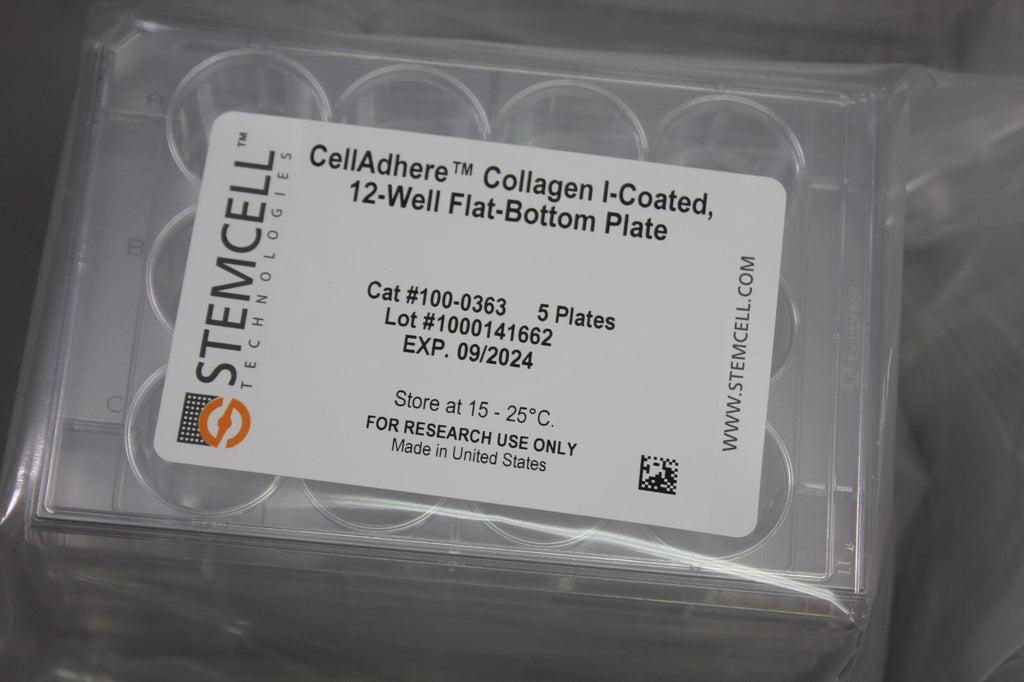 STEMCELL™
TECHNOLOGIES
CellAdhere™ Collagen I-Coated,
12-Well Flat-Bottom Plate
Cat #100-0363 5 Plates
Lot #1000141662
EXP. 09/2024
Store at 15 - 25°C.
FOR RESEARCH USE ONLY
Made in United States
WWW.STEMCELL.COM
A
B
C